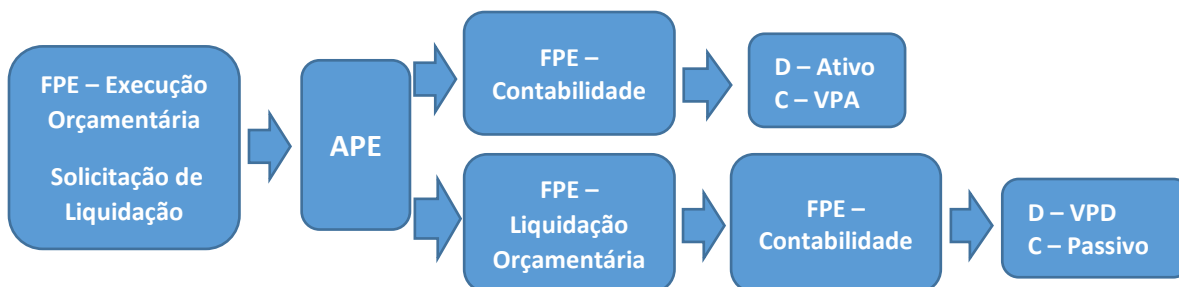 FPE – Execução
Orçamentária
Solicitação de
Liquidação
APE
FPE –
Contabilidade
D – Ativo
C – VPA
FPE –
Liquidação
Orçamentária
FPE –
Contabilidade
D – VPD
C – Passivo